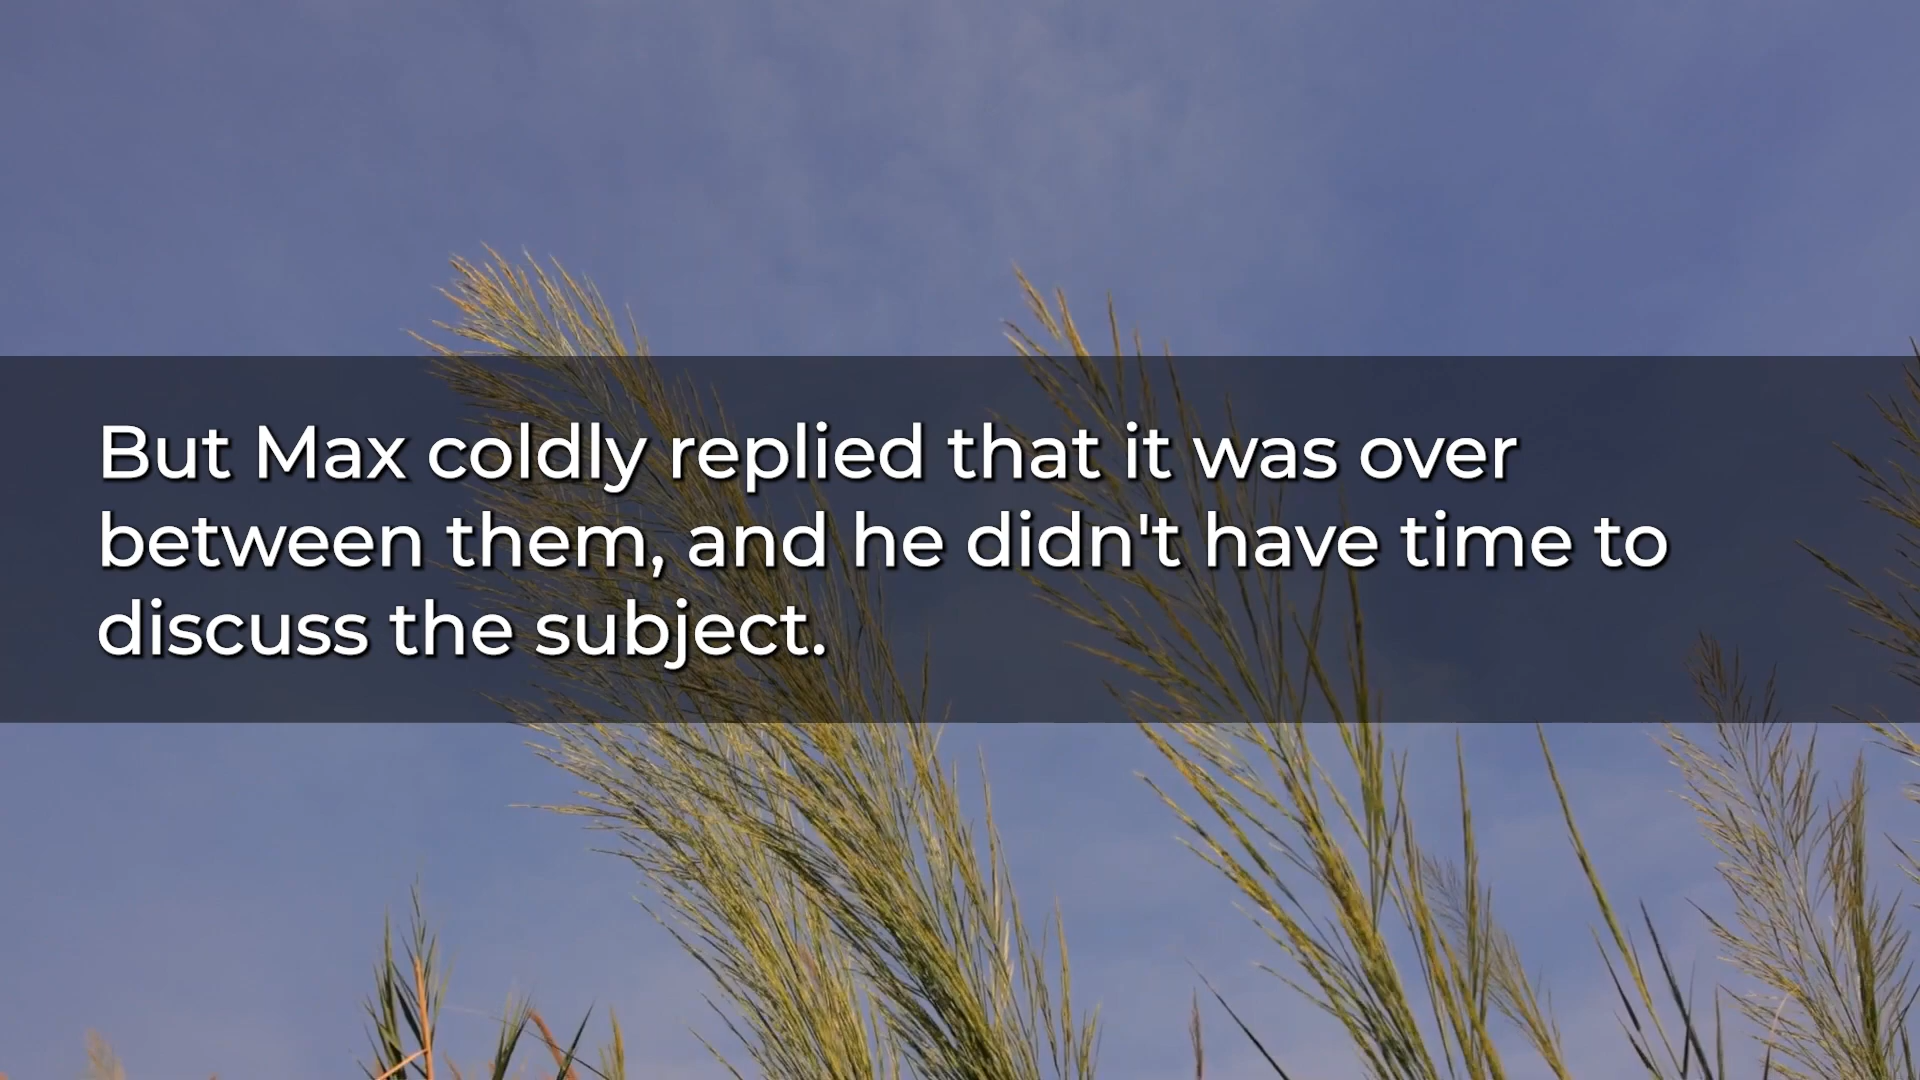 But Max coldly replied that it was over
between them, and he didn't have time to
discuss the subject.